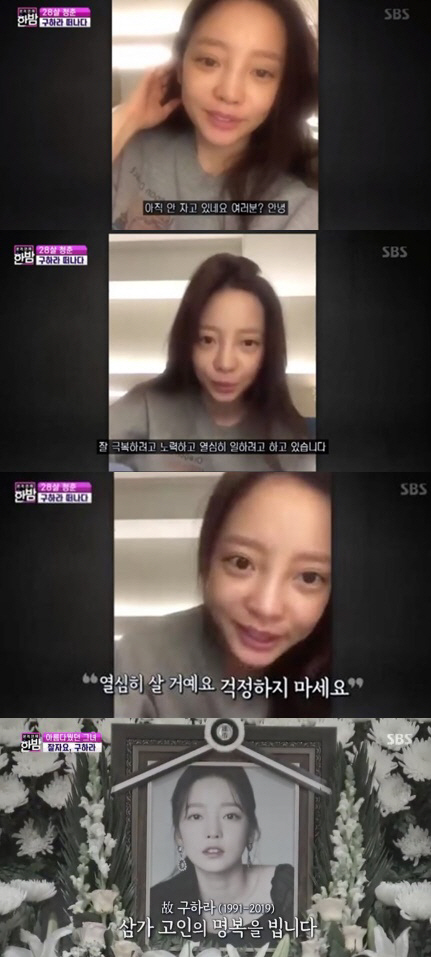 한밤
28살 청춘
구하라 떠나다
SBS
아직 안 자고 있네요 여러분? 안녕
한밤
28살 청춘
구하라 떠나다
SBS
잘 극복하려고 노력하고 열심히 일하려고 하고 있습니다
한밤
28살 청춘
구하라 떠나다
SBS
“열심히 살 거예요 걱정하지 마세요”
한밤
아름다웠던 그녀
잘자요, 구하라
SBS
故 구하라 (1991-2019)
삼가 고인의 명복을 빕니다